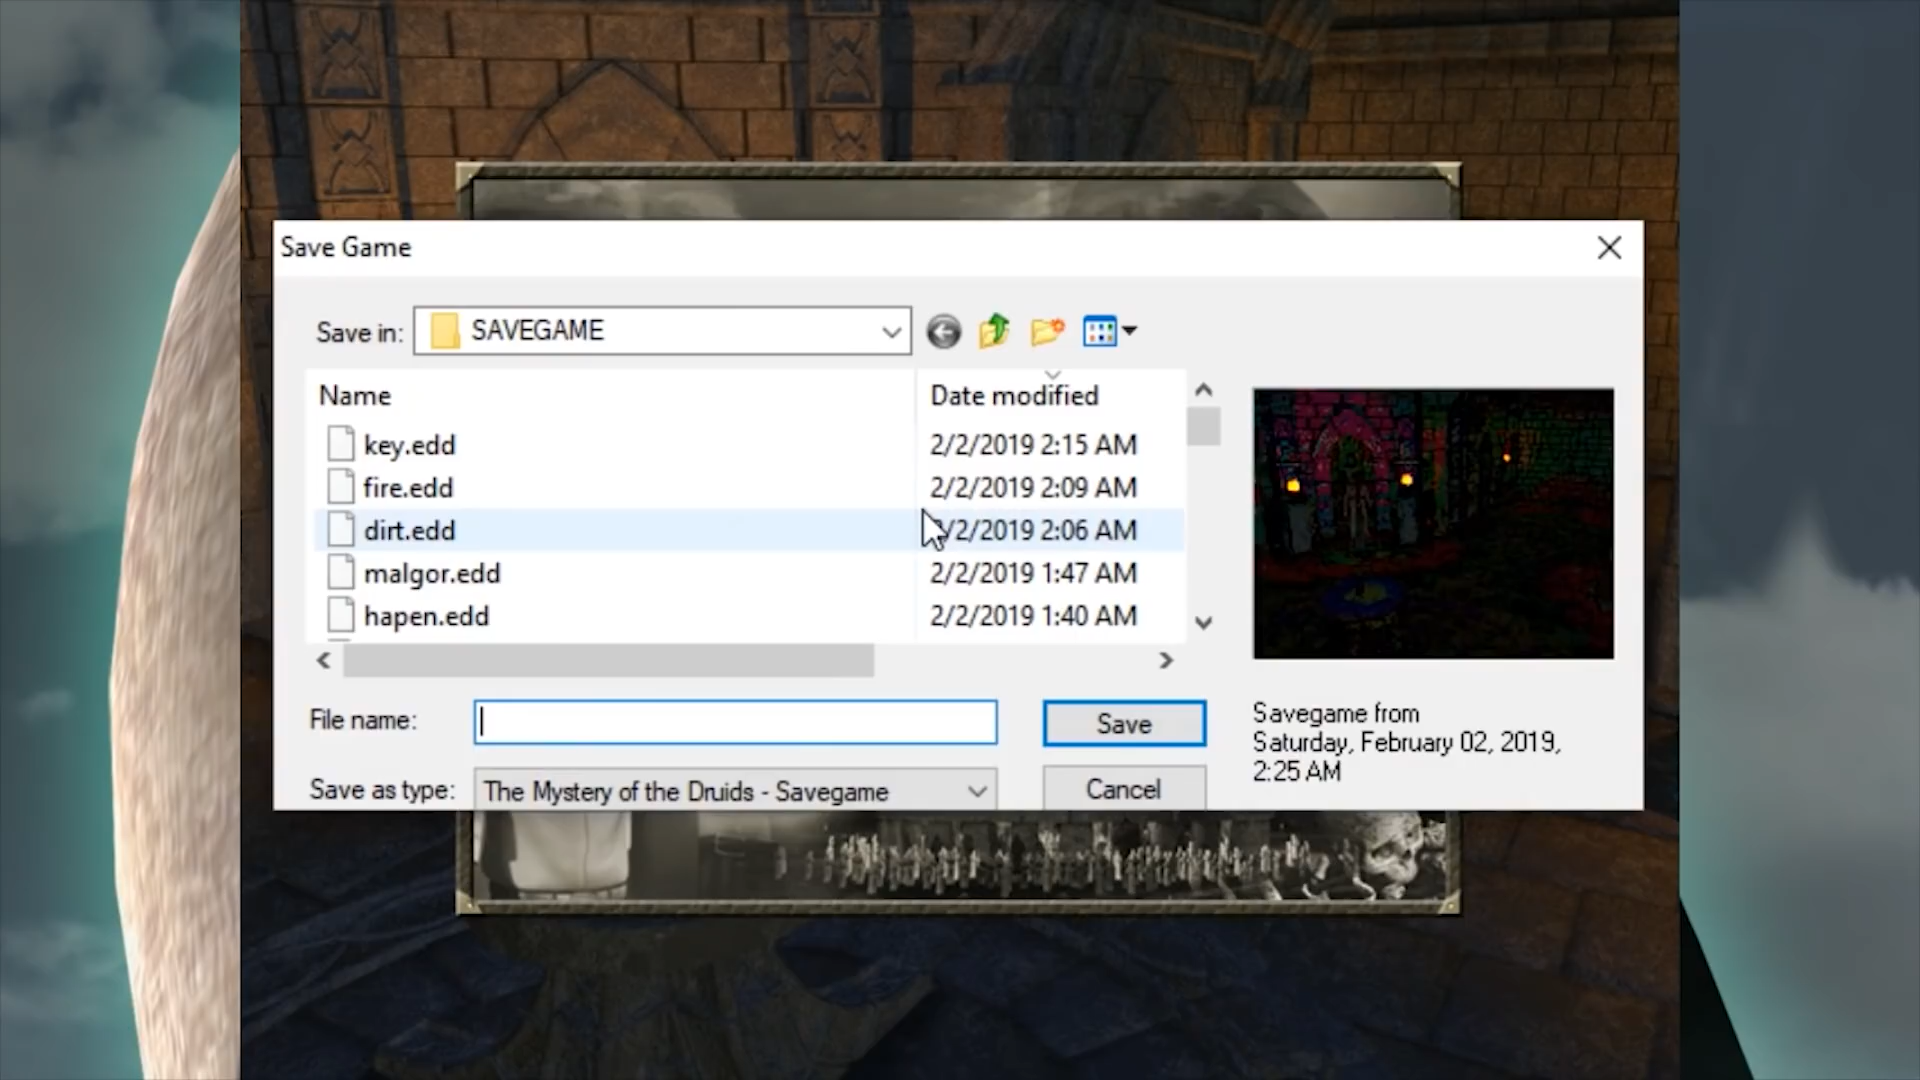 Save Game
Save in: SAVEGAME
Name Date modified
key.edd 2/2/2019 2:15 AM
fire.edd 2/2/2019 2:09 AM
dirt.edd 2/2/2019 2:06 AM
malgor.edd 2/2/2019 1:47 AM
hapen.edd 2/2/2019 1:40 AM
File name: Save
Save as type: The Mystery of the Druids - Savegame Cancel
Savegame from
Saturday, February 02, 2019,
2:25 AM